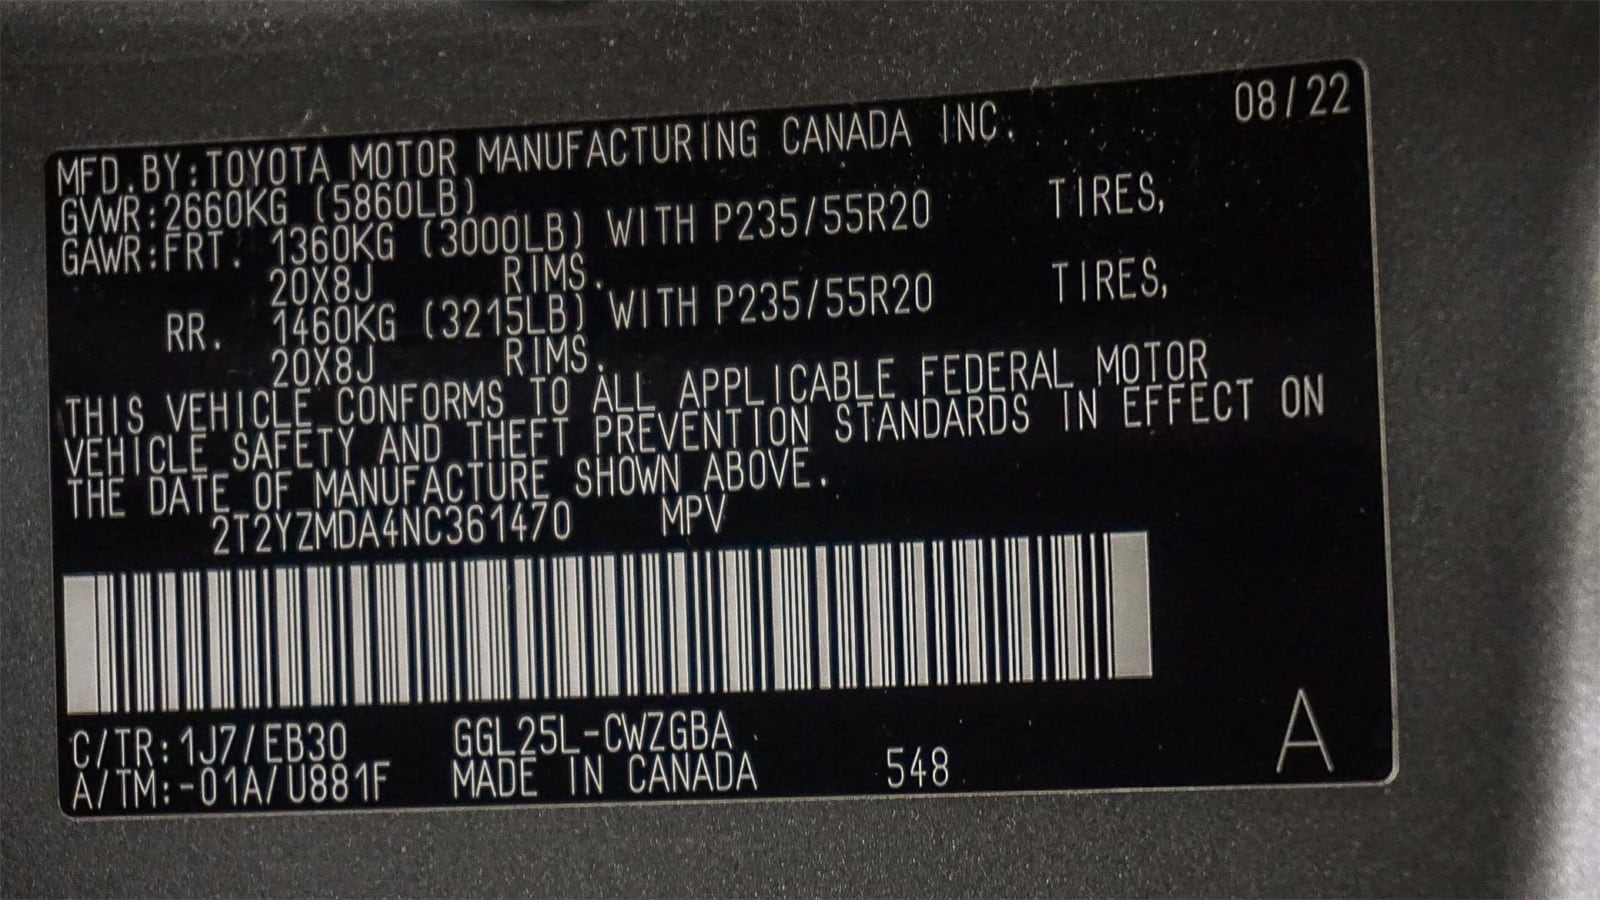 08/22
MFD.BY:TOYOTA MOTOR MANUFACTURING CANADA INC.
GVWR:2660KG (5860LB)
GAWR:FRT. 1360KG (3000LB) WITH P235/55R20 TIRES,
20X8J RIMS.
RR. 1460KG (3215LB) WITH P235/55R20 TIRES,
20X8J RIMS.
THIS VEHICLE CONFORMS TO ALL APPLICABLE FEDERAL MOTOR
VEHICLE SAFETY AND THEFT PREVENTION STANDARDS IN EFFECT ON
THE DATE OF MANUFACTURE SHOWN ABOVE.
2T2YZMDA4NC361470 MPV
C/TR:1J7/EB30 GGL25L-CWZGBA
A/TM:-01A/U881F MADE IN CANADA 548 A